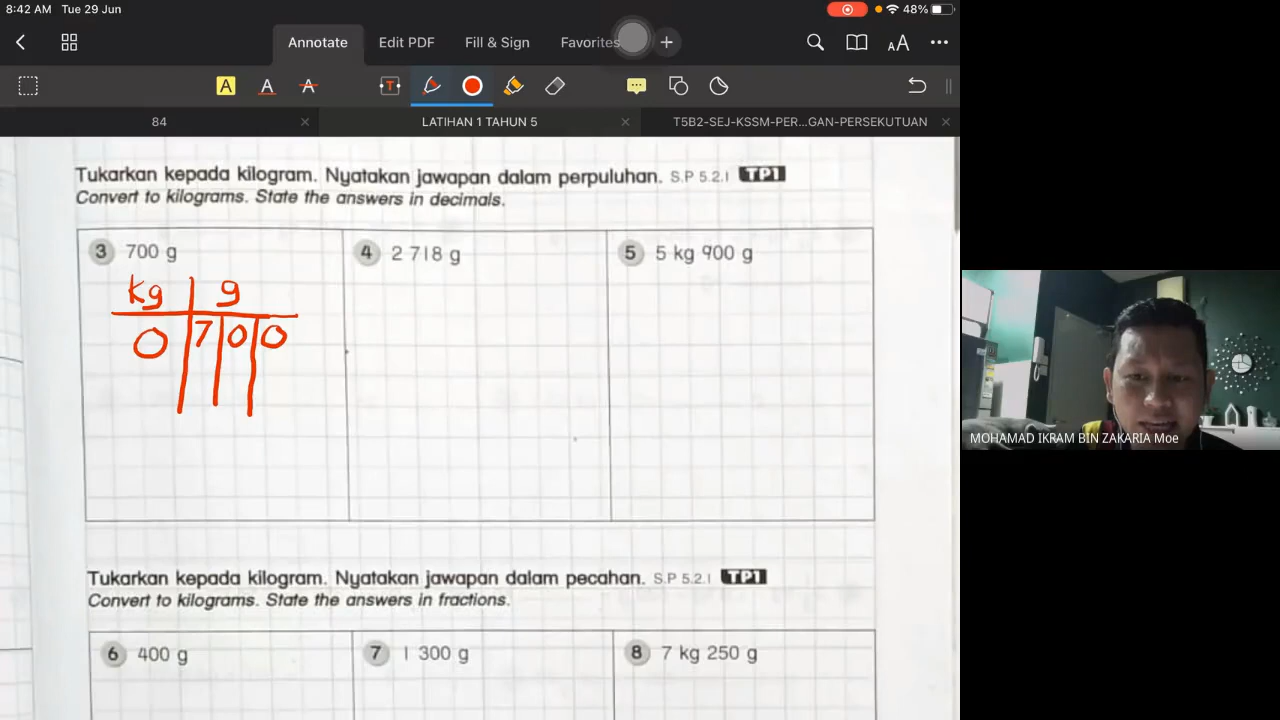 8:42 AM Tue 29 Jun
48%
Annotate Edit PDF Fill & Sign Favorites
A A A T
AA
84
LATIHAN 1 TAHUN 5
T5B2-SEJ-KSSM-PER...GAN-PERSEKUTUAN
Tukarkan kepada kilogram. Nyatakan jawapan dalam perpuluhan. S.P 5.2.1 TP1
Convert to kilograms. State the answers in decimals.
3 700 g
4 2 718 g
5 5 kg 900 g
kg g
0 7 0 0
MOHAMAD IKRAM BIN ZAKARIA Moe
Tukarkan kepada kilogram. Nyatakan jawapan dalam pecahan. S.P 5.2.1 TP1
Convert to kilograms. State the answers in fractions.
6 400 g
7 1 300 g
8 7 kg 250 g